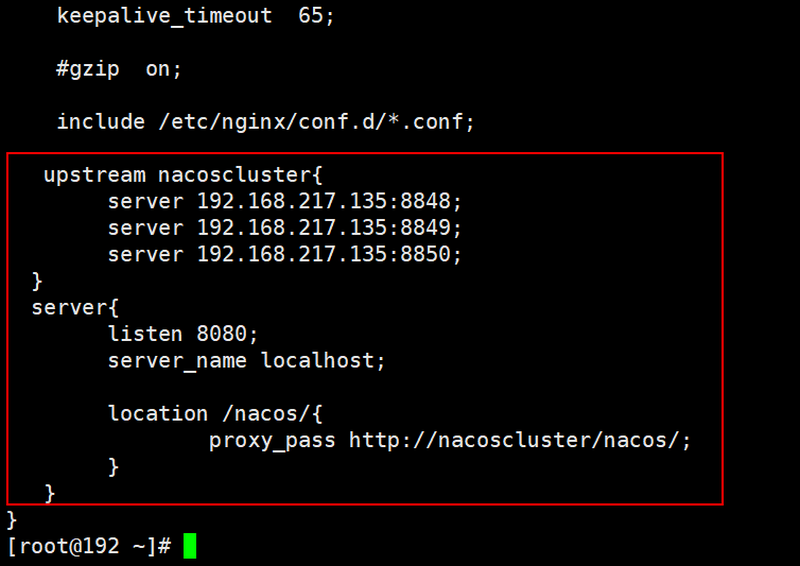 keepalive_timeout  65;
#gzip  on;
include /etc/nginx/conf.d/*.conf;
upstream nacoscluster{
server 192.168.217.135:8848;
server 192.168.217.135:8849;
server 192.168.217.135:8850;
}
server{
listen 8080;
server_name localhost;
location /nacos/{
proxy_pass http://nacoscluster/nacos/;
}
}
}
[root@192 ~]#